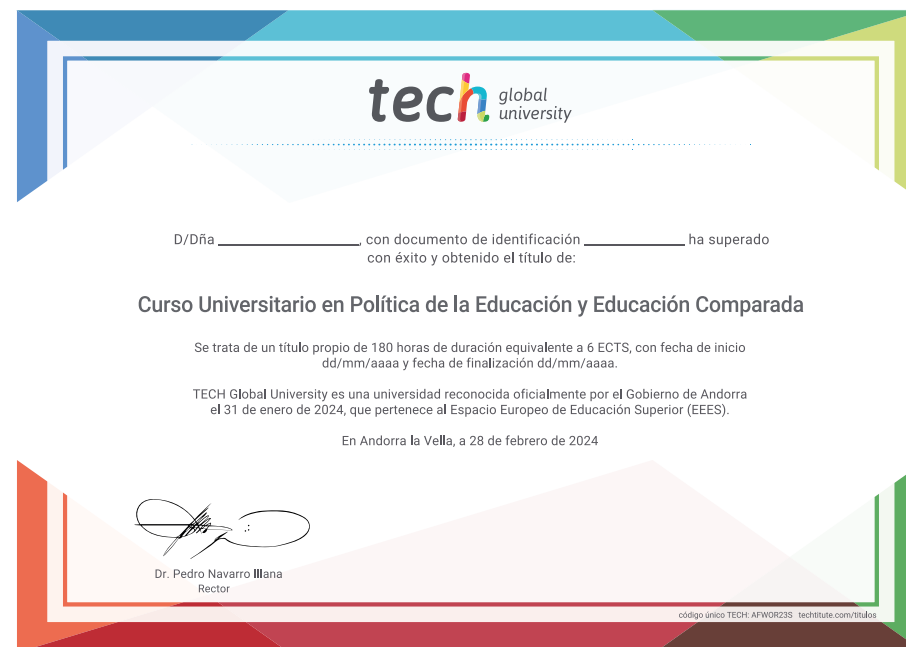 tech global
university
D/Dña ____________________, con documento de identificación ______________ ha superado
con éxito y obtenido el título de:
Curso Universitario en Política de la Educación y Educación Comparada
Se trata de un título propio de 180 horas de duración equivalente a 6 ECTS, con fecha de inicio
dd/mm/aaaa y fecha de finalización dd/mm/aaaa.
TECH Global University es una universidad reconocida oficialmente por el Gobierno de Andorra
el 31 de enero de 2024, que pertenece al Espacio Europeo de Educación Superior (EEES).
En Andorra la Vella, a 28 de febrero de 2024
Dr. Pedro Navarro Illana
Rector
código único TECH: AFWOR23S techtitute.com/titulos